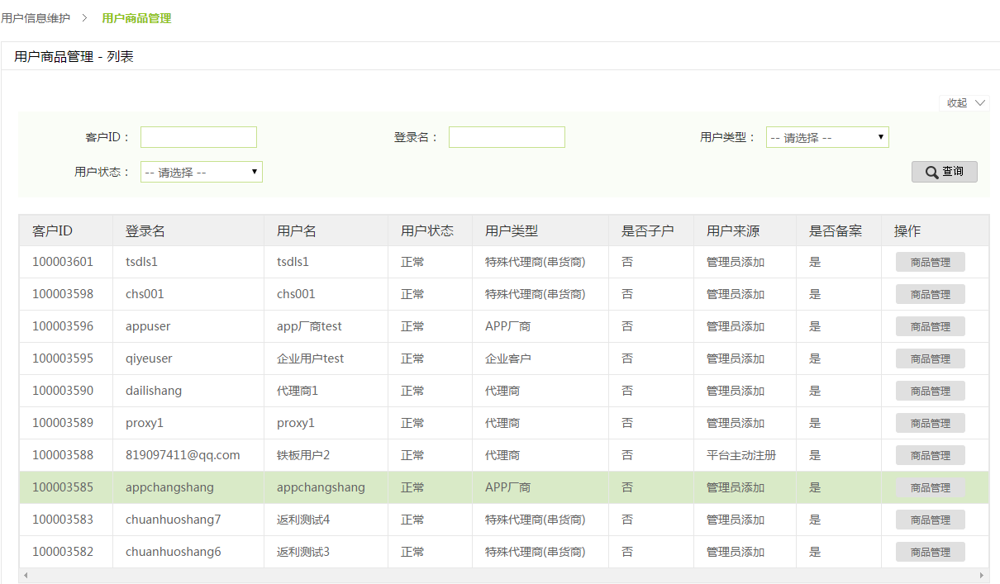 用户信息维护 > 用户商品管理
用户商品管理 - 列表
收起
客户ID： 登录名： 用户类型： -- 请选择 --
用户状态： -- 请选择 -- 查询
客户ID 登录名 用户名 用户状态 用户类型 是否子户 用户来源 是否备案 操作
100003601 tsdls1 tsdls1 正常 特殊代理商(串货商) 否 管理员添加 是 商品管理
100003598 chs001 chs001 正常 特殊代理商(串货商) 否 管理员添加 是 商品管理
100003596 appuser app厂商test 正常 APP厂商 否 管理员添加 是 商品管理
100003595 qiyeuser 企业用户test 正常 企业客户 否 管理员添加 是 商品管理
100003590 dailishang 代理商1 正常 代理商 否 管理员添加 是 商品管理
100003589 proxy1 proxy1 正常 代理商 否 管理员添加 是 商品管理
100003588 819097411@qq.com 铁板用户2 正常 代理商 否 平台主动注册 是 商品管理
100003585 appchangshang appchangshang 正常 APP厂商 否 管理员添加 是 商品管理
100003583 chuanhuoshang7 返利测试4 正常 特殊代理商(串货商) 否 管理员添加 是 商品管理
100003582 chuanhuoshang6 返利测试3 正常 特殊代理商(串货商) 否 管理员添加 是 商品管理